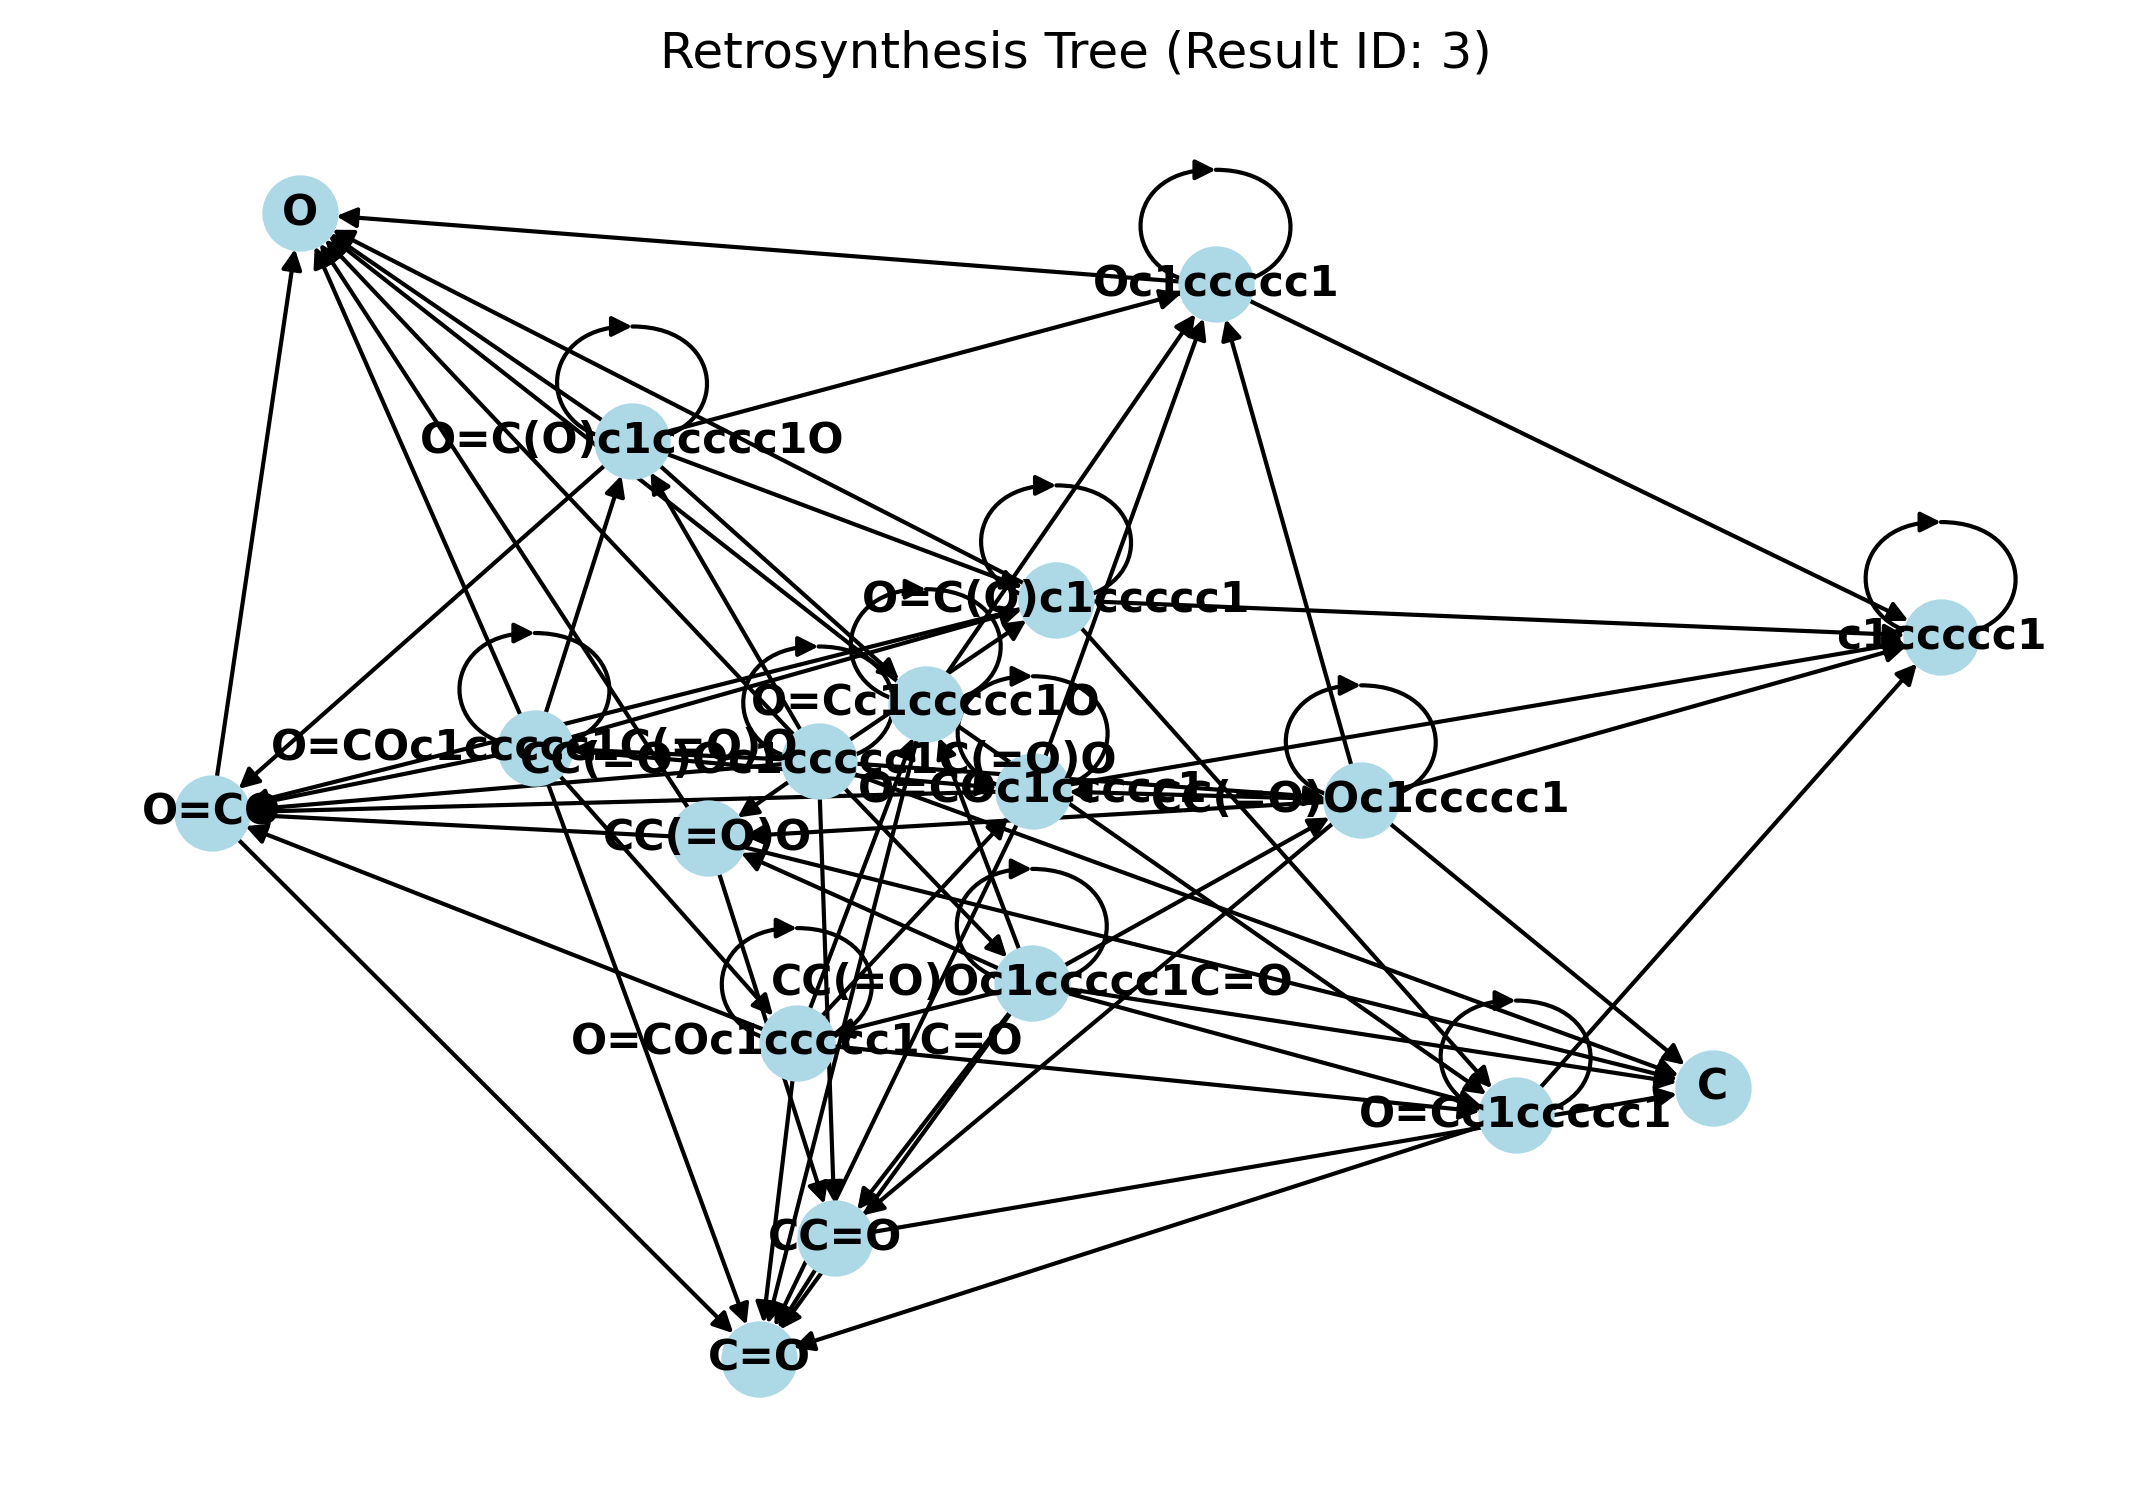 Retrosynthesis Tree (Result ID: 3)
O
Oc1ccccc1
O=C(O)c1ccccc1O
O=C(O)c1ccccc1
c1ccccc1
O=Cc1ccccc1O
O=COc1ccccc1C(=O)O
CC(=O)Oc1ccccc1C(=O)O
O=COc1ccccc1
CC(=O)Oc1ccccc1
O=CO
CC(=O)O
CC(=O)Oc1ccccc1C=O
O=COc1ccccc1C=O
C
O=Cc1ccccc1
CC=O
C=O